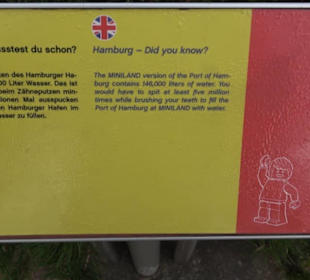 sstest du schon?
ken des Hamburger Ha-
00 Liter Wasser. Das ist
beim Zähneputzen min-
lionen Mal ausspucken
en Hamburger Hafen im
asser zu füllen.
Hamburg – Did you know?
The MINILAND version of the Port of Ham-
burg contains 146,000 liters of water. You
would have to spit at least five million
times while brushing your teeth to fill the
Port of Hamburg at MINILAND with water.